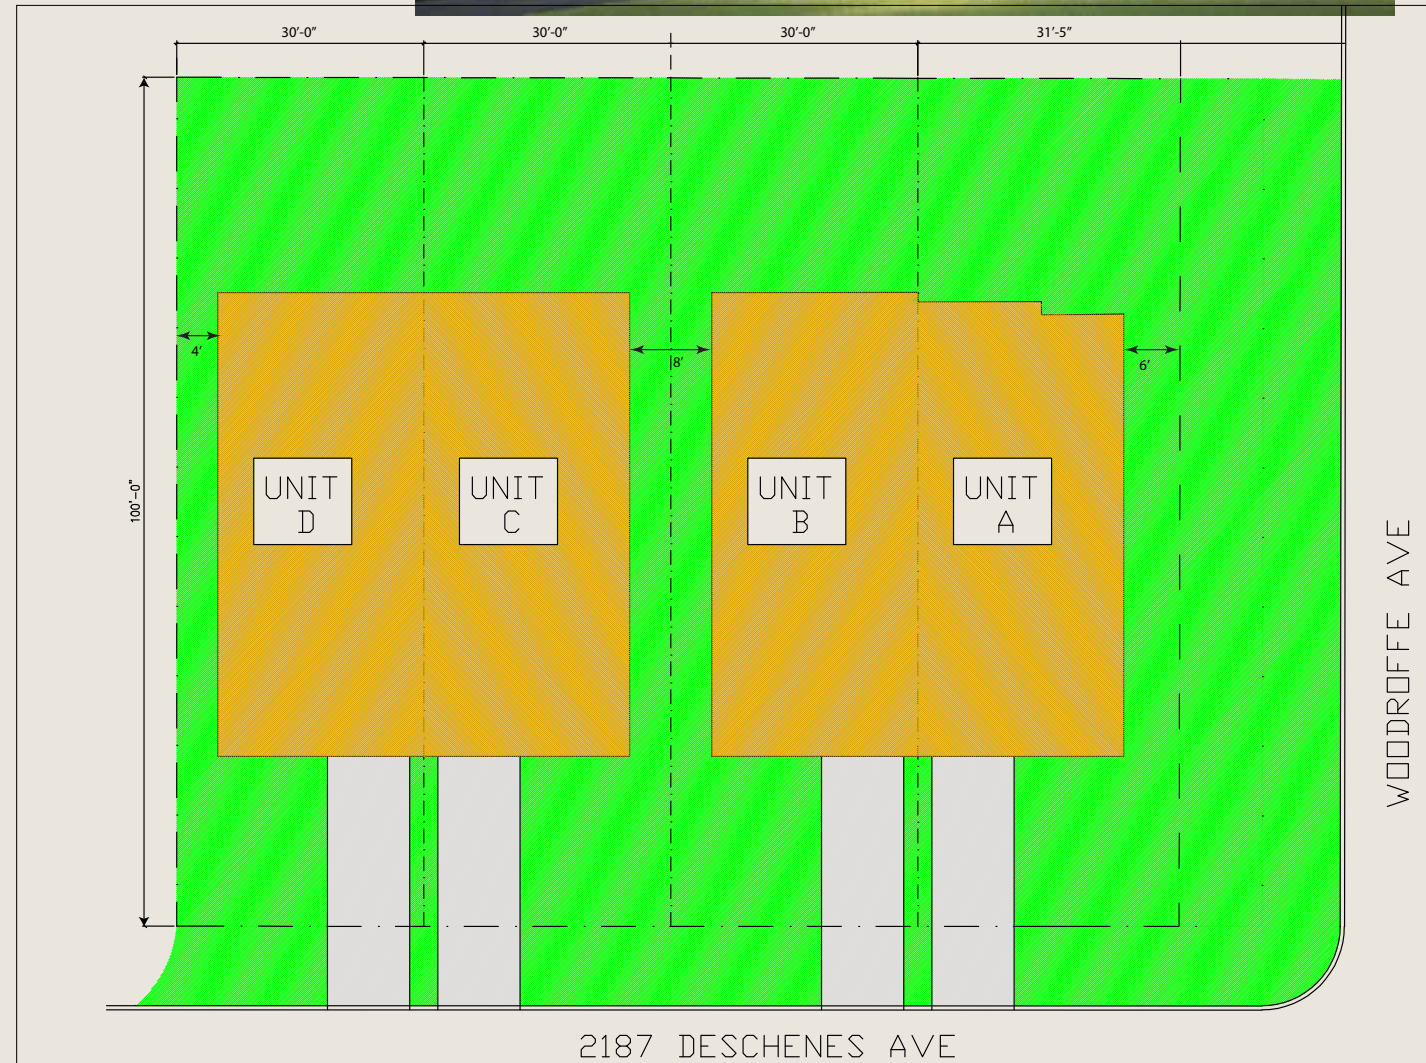 30'-0"
30'-0"
30'-0"
31'-5"
4'
8'
6'
100'-0"
UNIT
D
UNIT
C
UNIT
B
UNIT
A
WOODROFFE AVE
2187 DESCHENES AVE